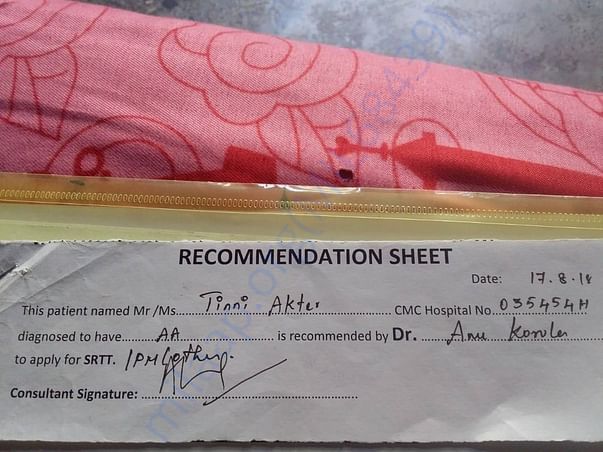 RECOMMENDATION SHEET
Date: 17.8.18
This patient named Mr /Ms. Tinni Akter CMC Hospital No. 035454H
diagnosed to have AA is recommended by Dr. Anu Korula
to apply for SRTT. /PM
Consultant Signature: